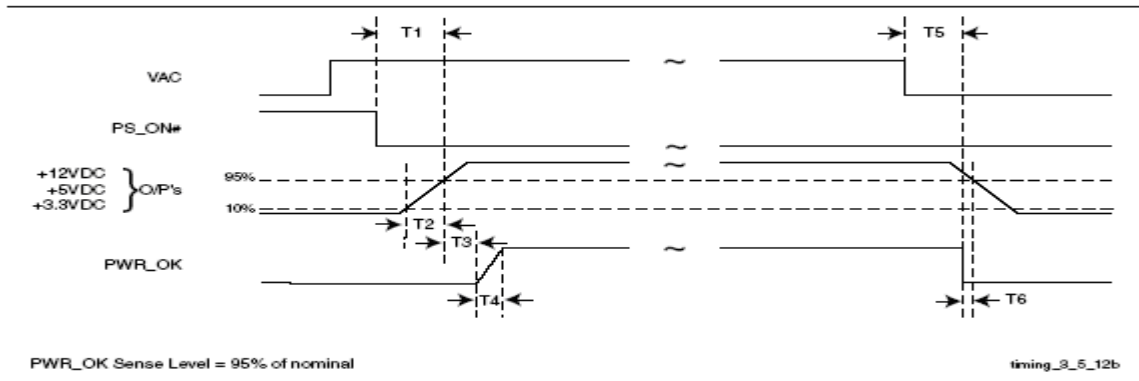 T1
T5
VAC
~
PS_ON#
~
+12VDC
+5VDC
+3.3VDC
} O/P's
95%
10%
~
T2
T3
PWR_OK
~
T4
T6
PWR_OK Sense Level = 95% of nominal
timing_3_5_12b